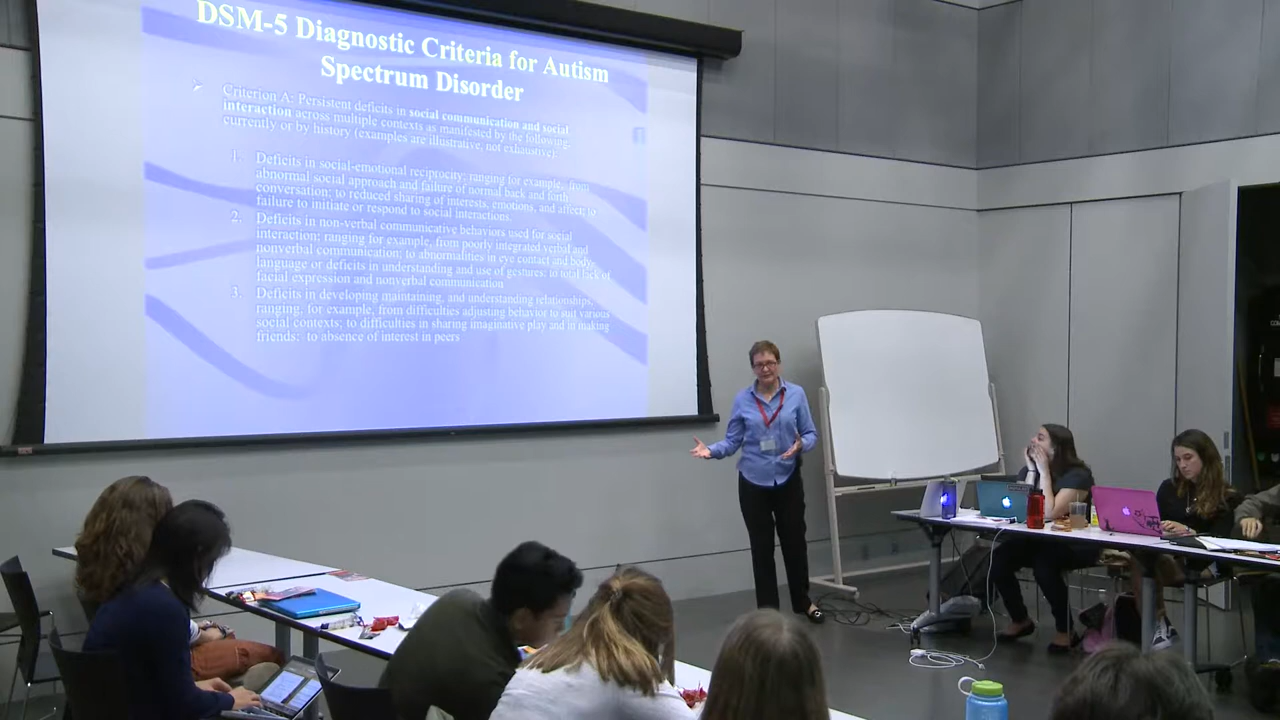 DSM-5 Diagnostic Criteria for Autism
Spectrum Disorder
Criterion A: Persistent deficits in social communication and social
interaction across multiple contexts as manifested by the following,
currently or by history (examples are illustrative, not exhaustive):
1. Deficits in social-emotional reciprocity; ranging for example, from
abnormal social approach and failure of normal back and forth
conversation; to reduced sharing of interests, emotions, and affect; to
failure to initiate or respond to social interactions.
2. Deficits in non-verbal communicative behaviors used for social
interaction; ranging for example, from poorly integrated verbal and
nonverbal communication; to abnormalities in eye contact and body
language or deficits in understanding and use of gestures; to total lack of
facial expression and nonverbal communication
3. Deficits in developing maintaining, and understanding relationships,
ranging, for example, from difficulties adjusting behavior to suit various
social contexts; to difficulties in sharing imaginative play and in making
friends; to absence of interest in peers